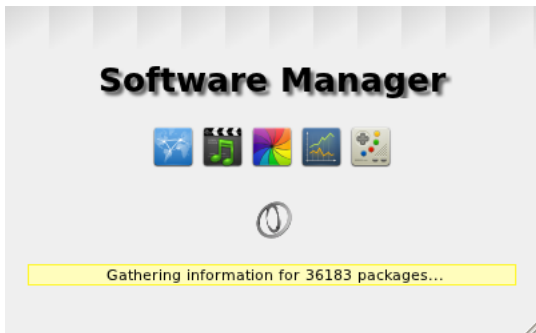 Software Manager
Gathering information for 36183 packages...